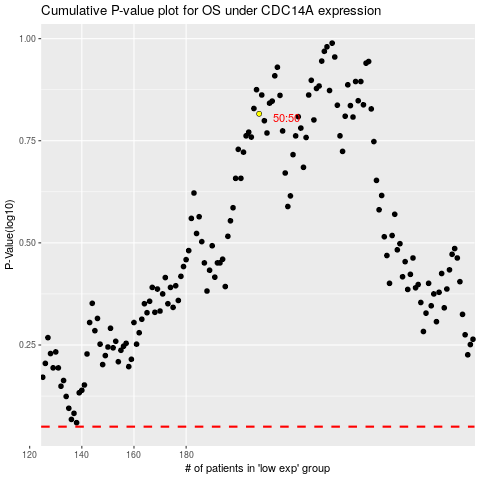 Cumulative P-value plot for OS under CDC14A expression
1.00
0.75
0.50
0.25
P-Value(log10)
50:50
120 140 160 180
# of patients in 'low exp' group